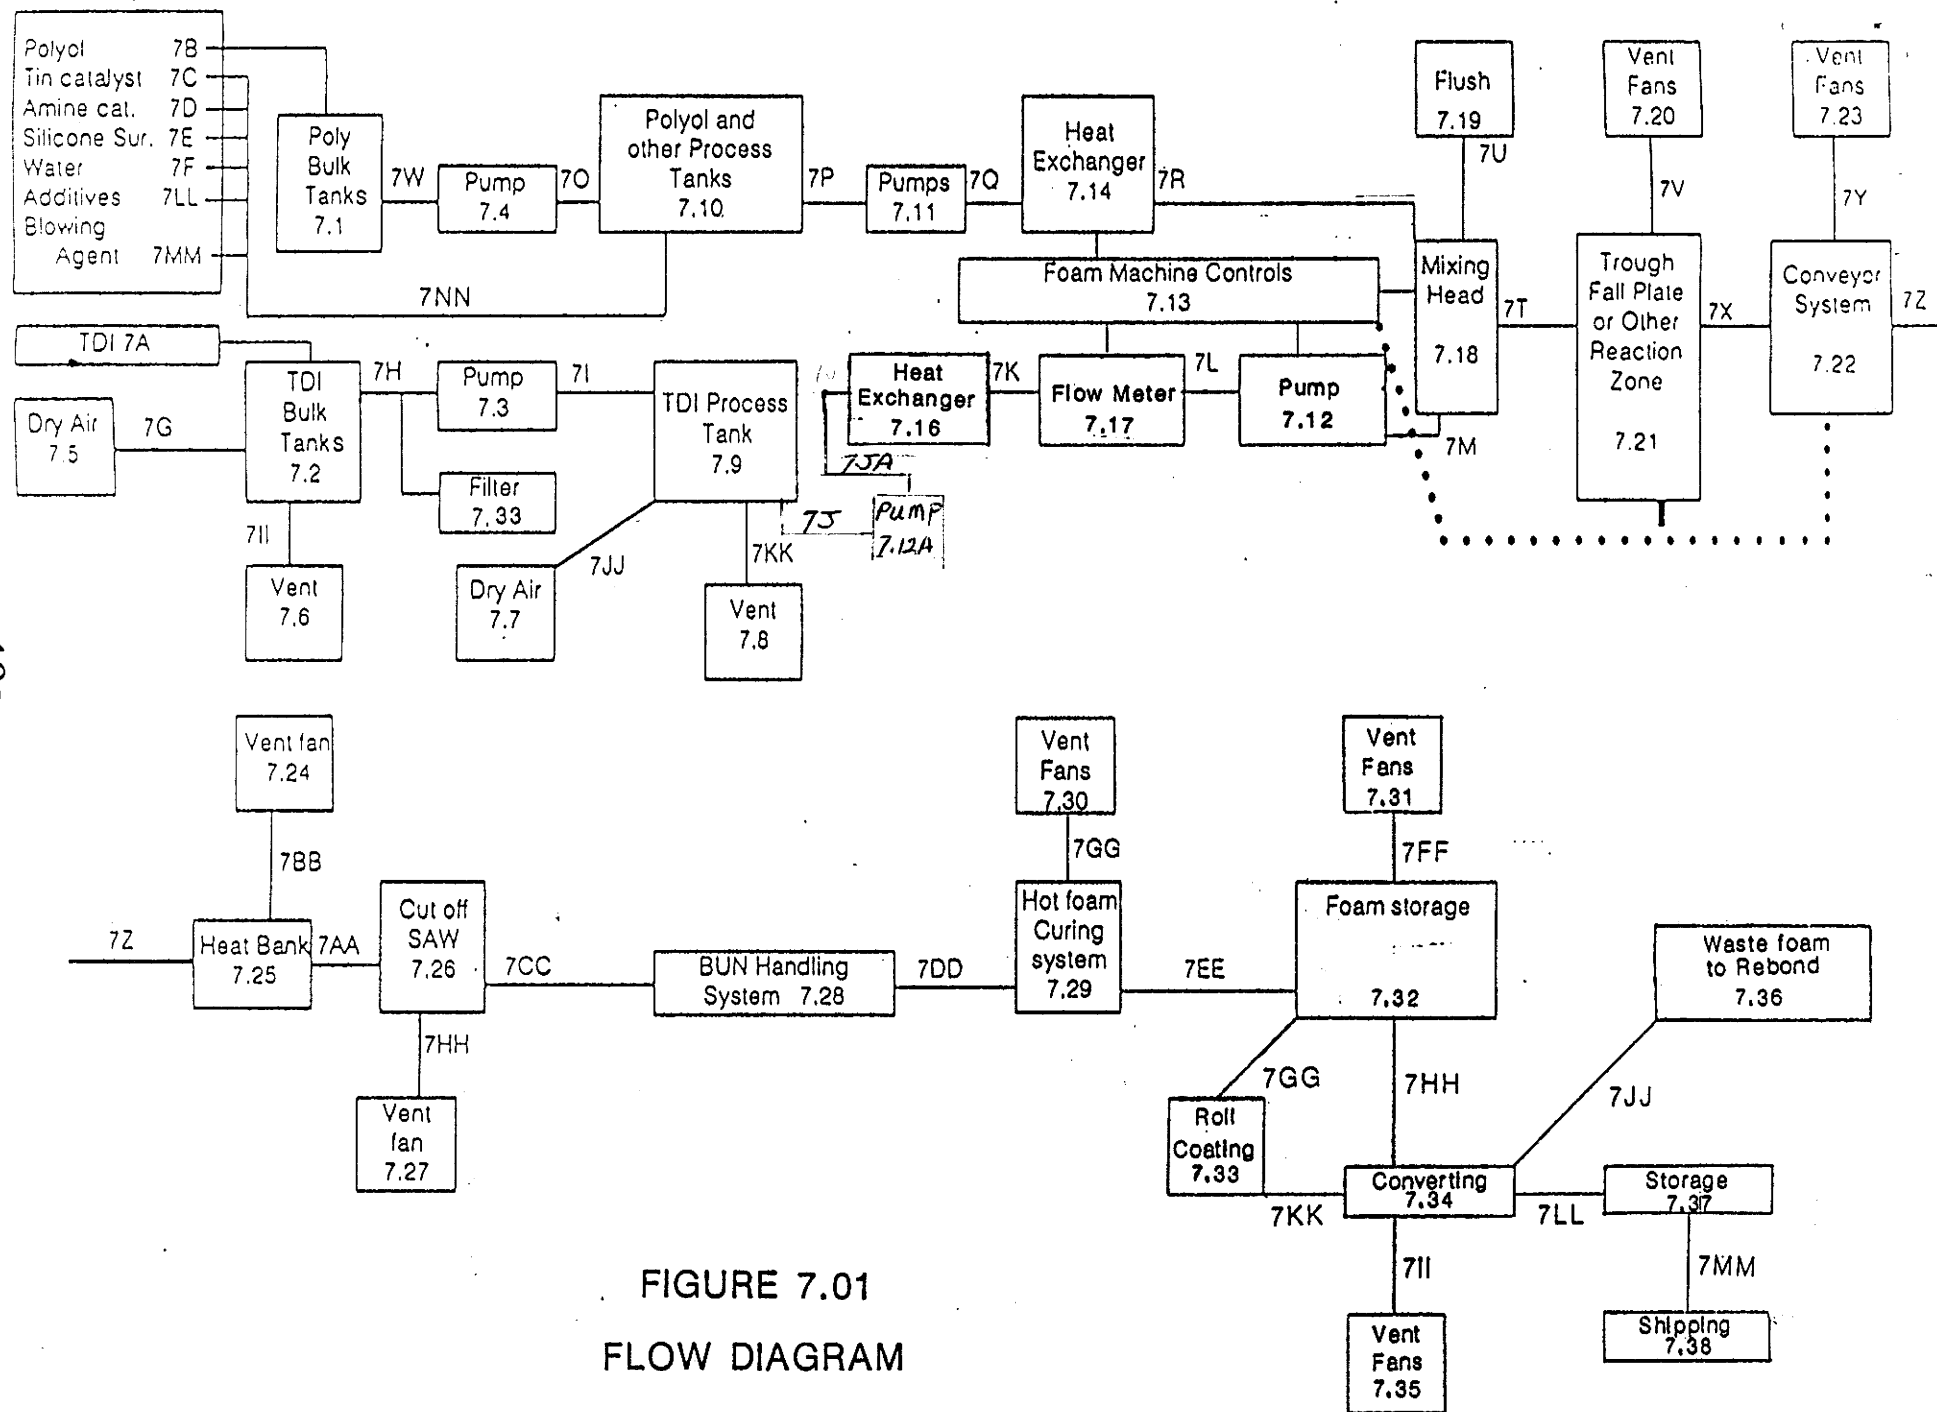 Polyol 7B
Tin catalyst 7C
Amine cat. 7D
Silicone Sur. 7E
Water 7F
Additives 7LL
Blowing
Agent 7MM
Poly
Bulk
Tanks
7.1
7W
Pump
7.4
7O
Polyol and
other Process
Tanks
7.10
7P
Pumps
7.11
7Q
Heat
Exchanger
7.14
7R
Flush
7.19
7U
Vent
Fans
7.20
7V
Vent
Fans
7.23
7Y
7NN
Foam Machine Controls
7.13
Mixing
Head
7.18
7T
Trough
Fall Plate
or Other
Reaction
Zone
7.21
7X
Conveyor
System
7.22
7Z
TDI 7A
Dry Air
7.5
7G
TDI
Bulk
Tanks
7.2
7H
Pump
7.3
7I
TDI Process
Tank
7.9
Filter
7.33
7II
Vent
7.6
Dry Air
7.7
7JJ
7KK
Vent
7.8
7J
7JA
Pump
7.12A
Heat
Exchanger
7.16
7K
Flow Meter
7.17
7L
Pump
7.12
7M
Vent fan
7.24
7BB
7Z
Heat Bank
7.25
7AA
Cut off
SAW
7.26
7HH
Vent
fan
7.27
7CC
BUN Handling
System 7.28
7DD
Vent
Fans
7.30
7GG
Hot foam
Curing
system
7.29
7EE
Vent
Fans
7.31
7FF
Foam storage
7.32
Waste foam
to Rebond
7.36
7GG
7HH
7JJ
Roll
Coating
7.33
7KK
Converting
7.34
7LL
Storage
7.37
7II
7MM
Vent
Fans
7.35
Shipping
7.38
FIGURE 7.01
FLOW DIAGRAM